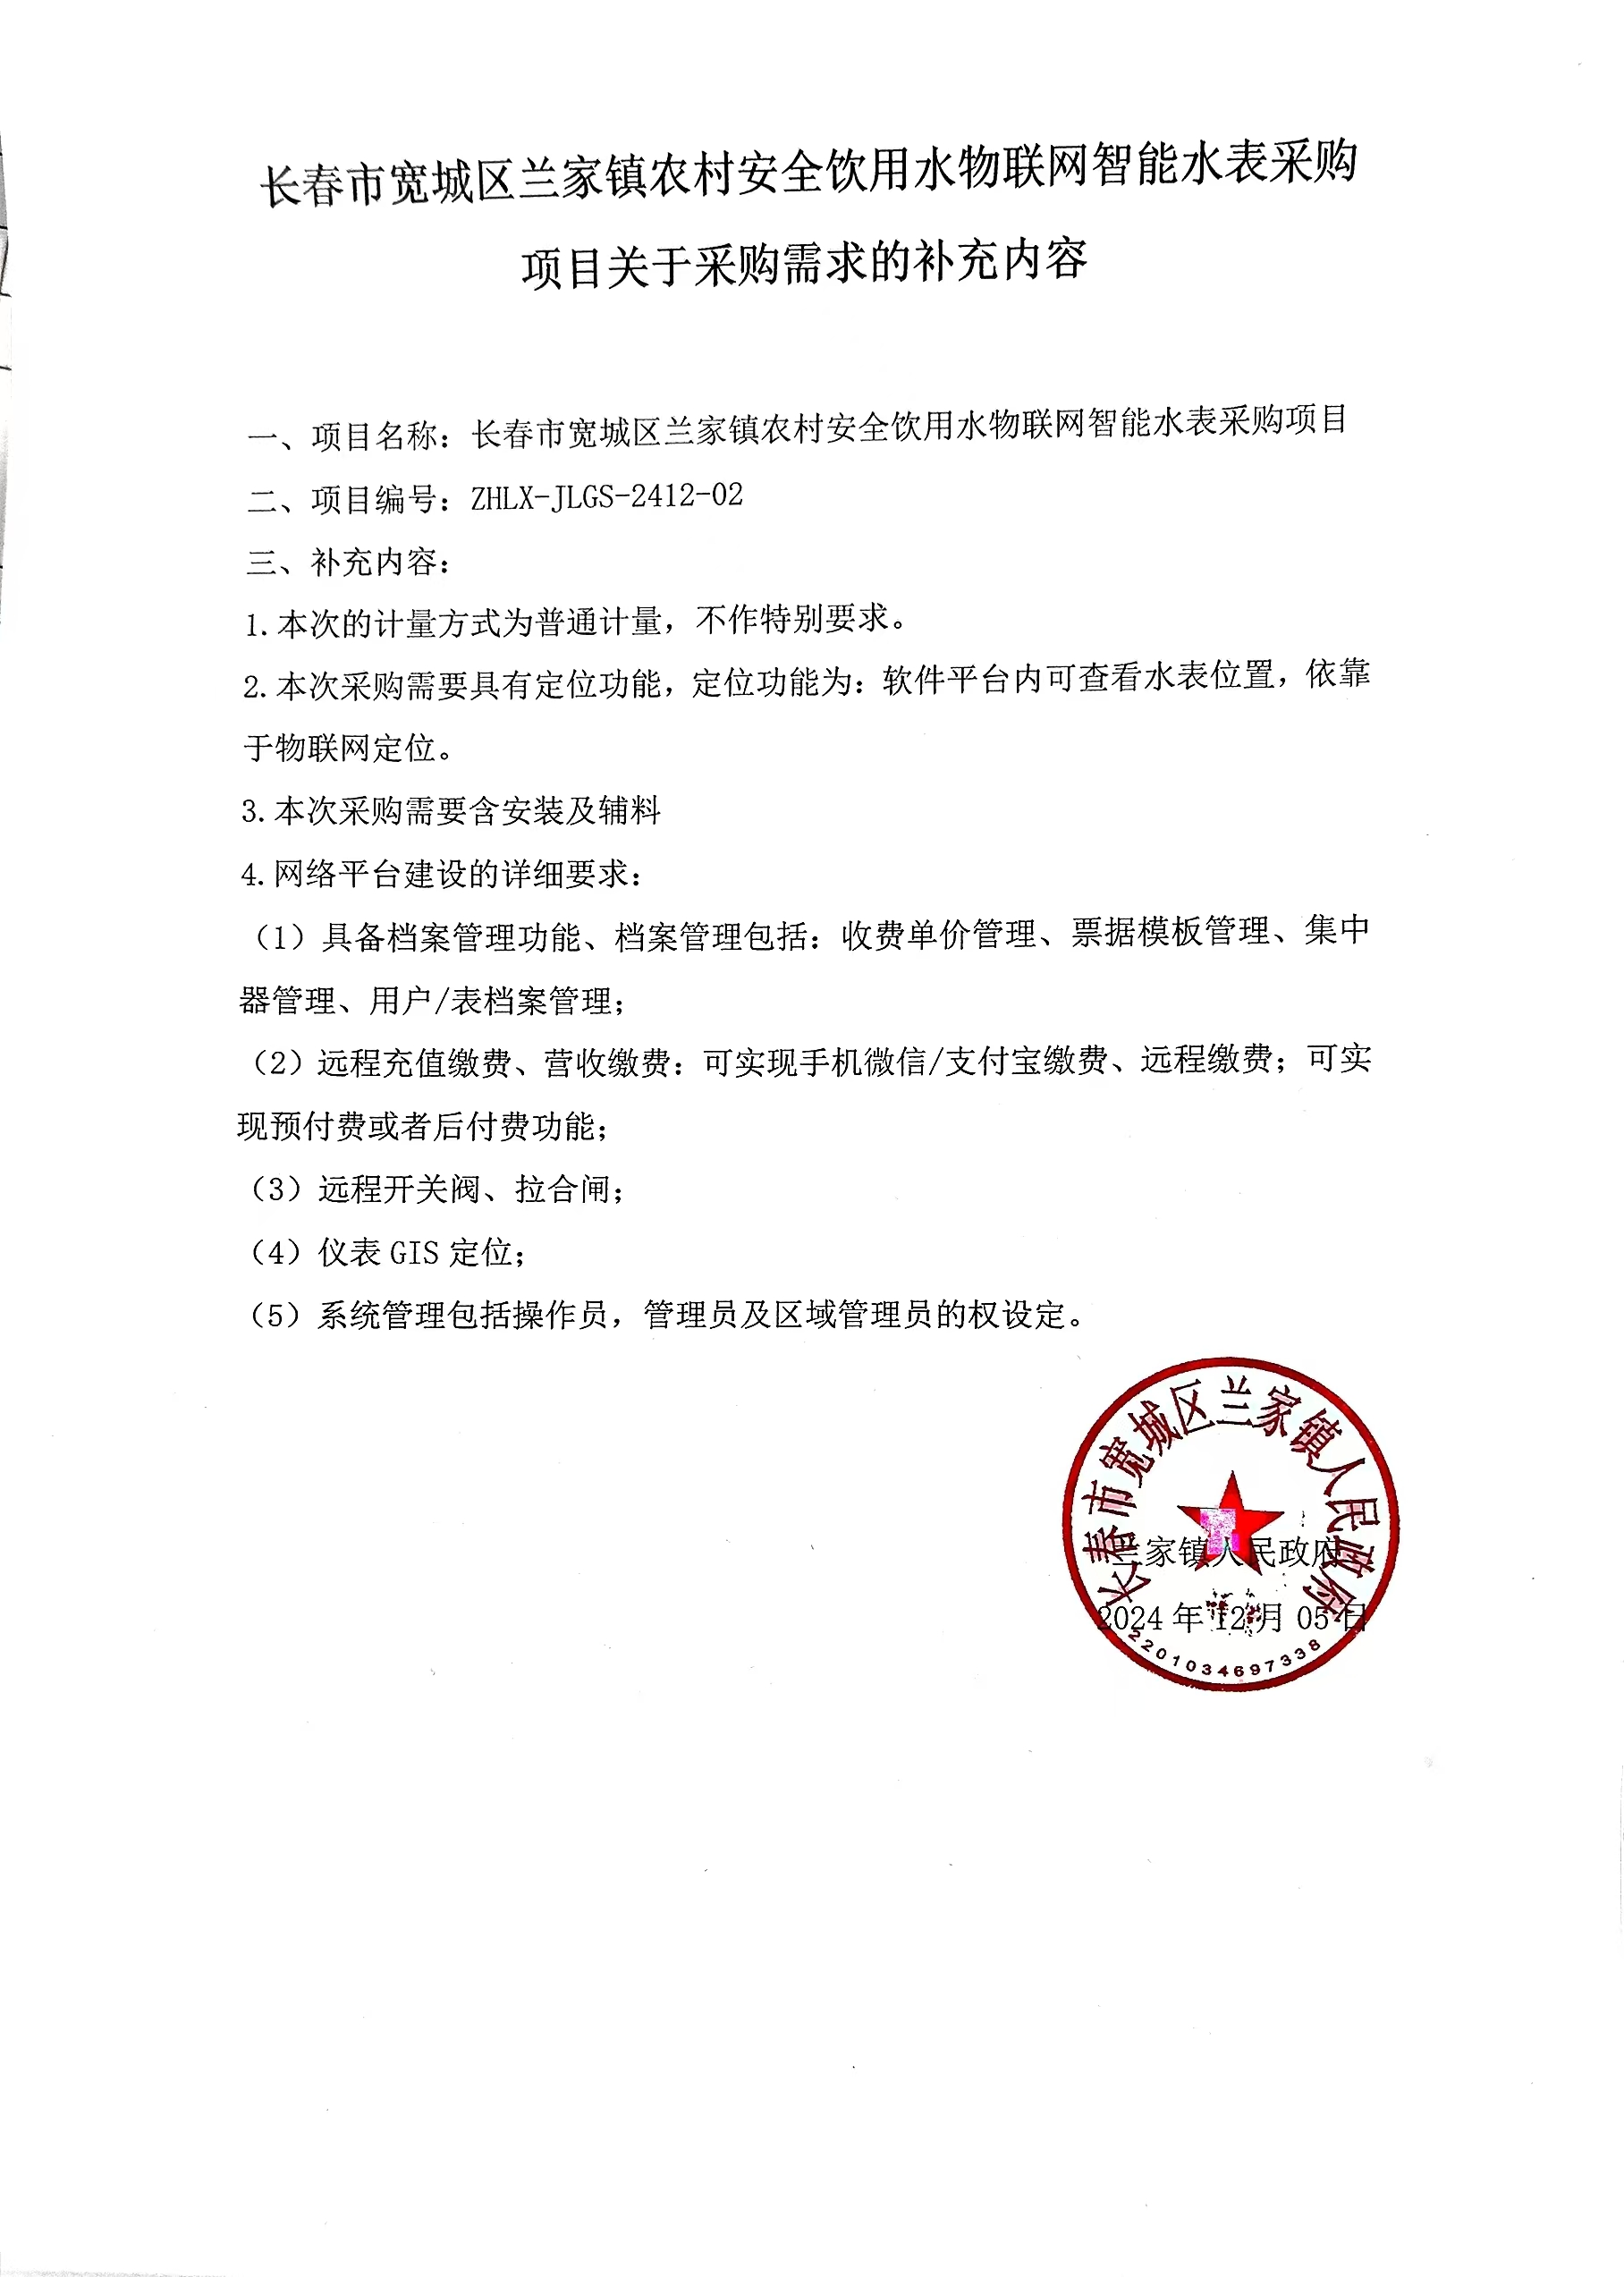 长春市宽城区兰家镇农村安全饮用水物联网智能水表采购
项目关于采购需求的补充内容
一、项目名称：长春市宽城区兰家镇农村安全饮用水物联网智能水表采购项目
二、项目编号：ZHLX-JLGS-2412-02
三、补充内容：
1.本次的计量方式为普通计量，不作特别要求。
2.本次采购需要具有定位功能，定位功能为：软件平台内可查看水表位置，依靠
于物联网定位。
3.本次采购需要含安装及辅料
4.网络平台建设的详细要求：
（1）具备档案管理功能、档案管理包括：收费单价管理、票据模板管理、集中
器管理、用户/表档案管理；
（2）远程充值缴费、营收缴费：可实现手机微信/支付宝缴费、远程缴费；可实
现预付费或者后付费功能；
（3）远程开关阀、拉合闸；
（4）仪表 GIS 定位；
（5）系统管理包括操作员，管理员及区域管理员的权设定。
长春市宽城区兰家镇人民政府
兰家镇人民政府
2024 年 12 月 05 日
2201034697338